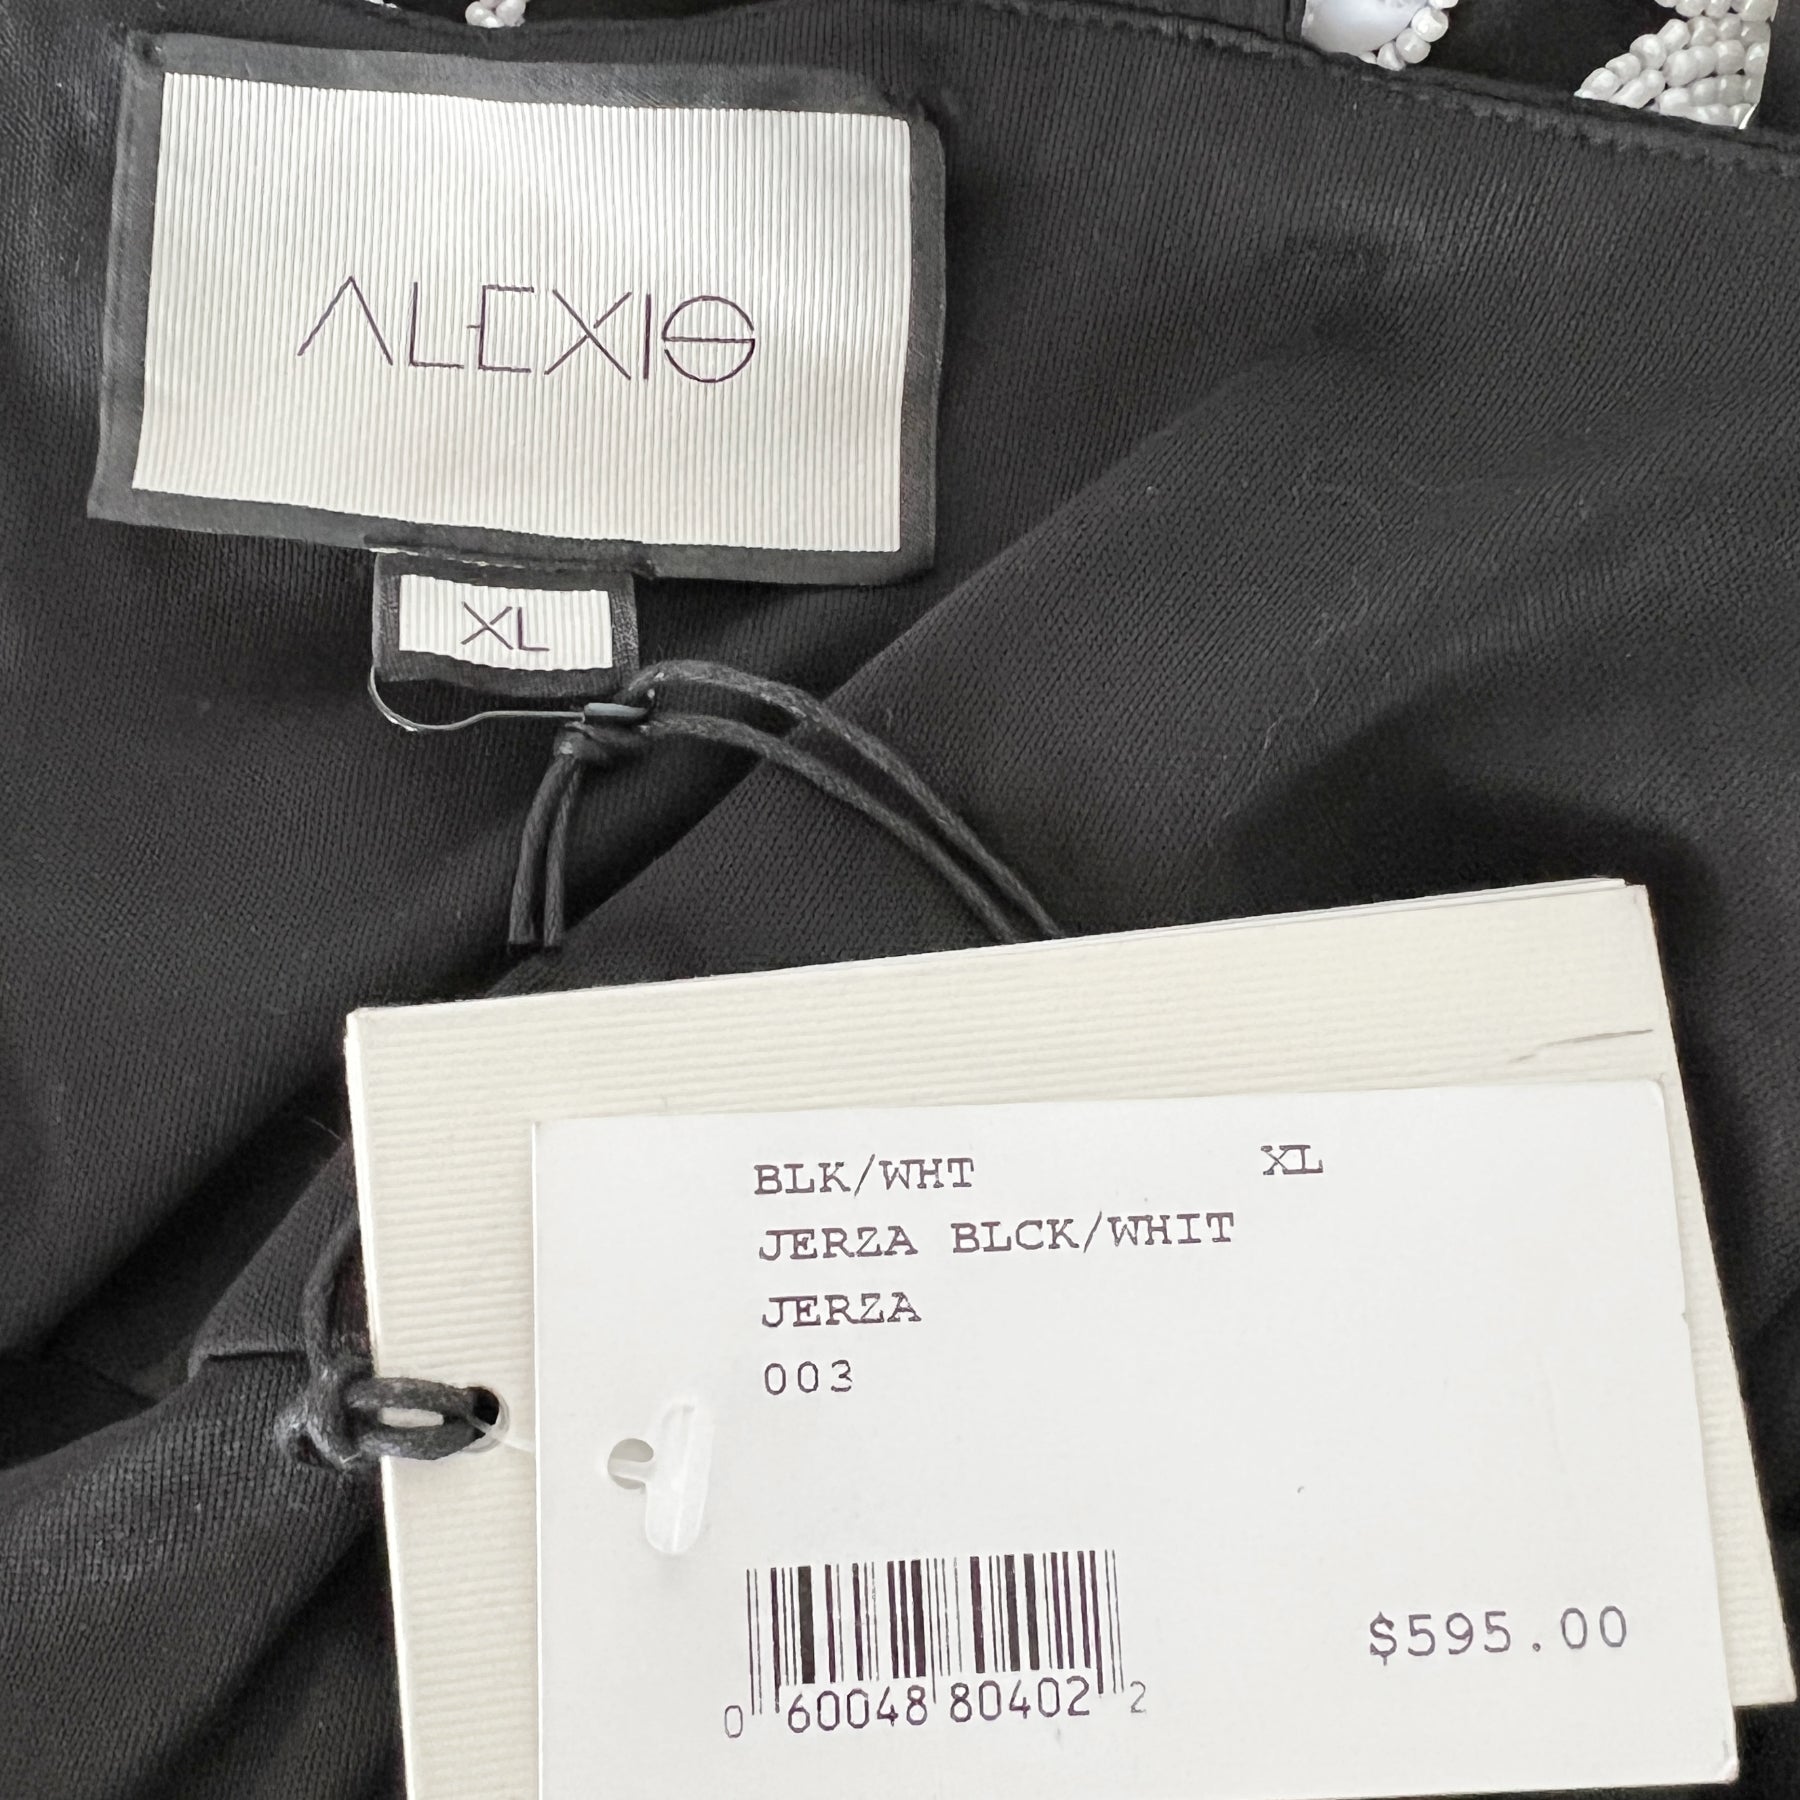 ALEXIS
XL
BLK/WHT XL
JERZA BLCK/WHIT
JERZA
003
$595.00
0 60048 80402 2